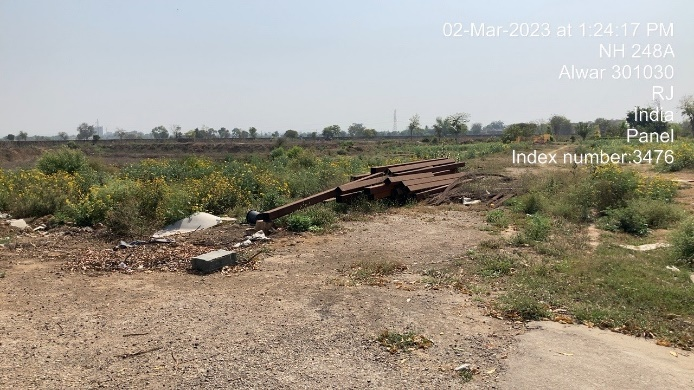 02-Mar-2023 at 1:24:17 PM
NH 248A
Alwar 301030
RJ
India
Panel
Index number:3476